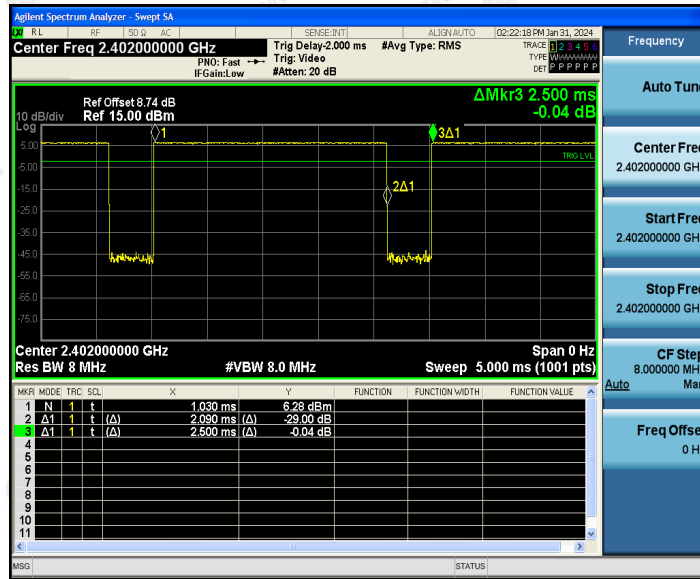 Agilent Spectrum Analyzer - Swept SA
RL RF 50 Ω AC SENSE:INT ALIGN AUTO 02:22:18 PM Jan 31, 2024
Center Freq 2.402000000 GHz
PNO: Fast
IFGain:Low
Trig Delay-2.000 ms
Trig: Video
#Atten: 20 dB
#Avg Type: RMS
TRACE 1 2 3 4 5 6
TYPE
DET P P P P P P
Ref Offset 8.74 dB
Ref 15.00 dBm
10 dB/div
Log
ΔMkr3 2.500 ms
-0.04 dB
1
3Δ1
5.00
TRIG LVL
-5.00
-15.0
2Δ1
-25.0
-35.0
-45.0
-55.0
-65.0
-75.0
Center 2.402000000 GHz Span 0 Hz
Res BW 8 MHz #VBW 8.0 MHz Sweep 5.000 ms (1001 pts)
MKR MODE TRC SCL X Y FUNCTION FUNCTION WIDTH FUNCTION VALUE
1 N 1 t 1.030 ms 6.28 dBm
2 Δ1 1 t (Δ) 2.090 ms (Δ) -29.00 dB
3 Δ1 1 t (Δ) 2.500 ms (Δ) -0.04 dB
4
5
6
7
8
9
10
11
MSG STATUS
Frequency
Auto Tune
Center Freq
2.402000000 GH
Start Freq
2.402000000 GH
Stop Freq
2.402000000 GH
CF Step
8.000000 MH
Auto Man
Freq Offset
0 H